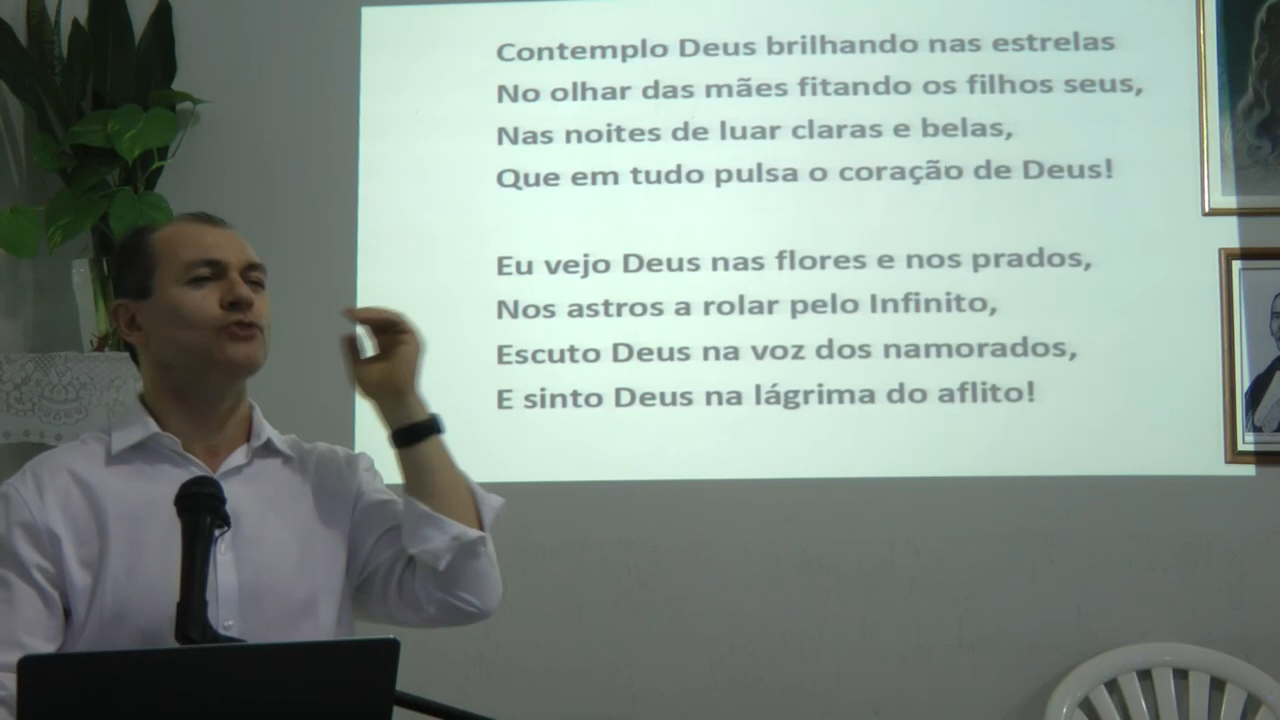 Contemplo Deus brilhando nas estrelas
No olhar das mães fitando os filhos seus,
Nas noites de luar claras e belas,
Que em tudo pulsa o coração de Deus!
Eu vejo Deus nas flores e nos prados,
Nos astros a rolar pelo Infinito,
Escuto Deus na voz dos namorados,
E sinto Deus na lágrima do aflito!